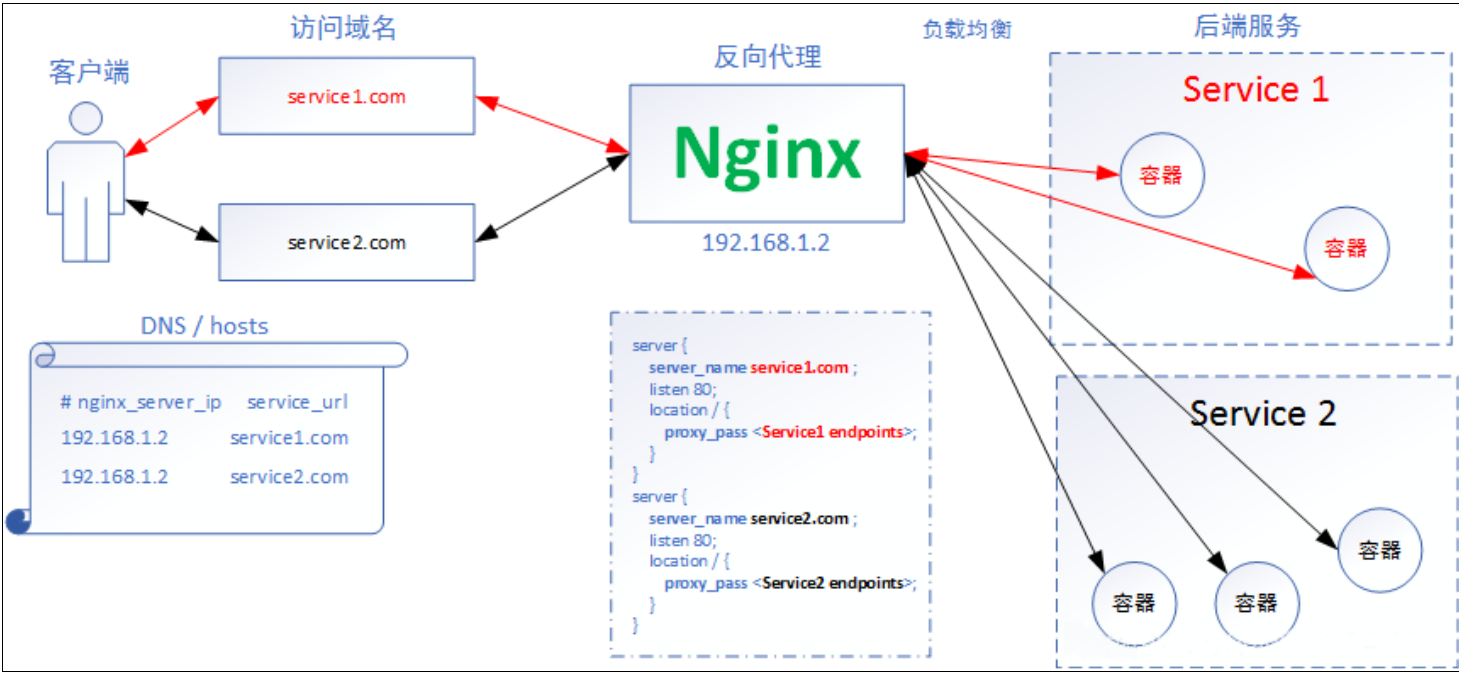 客户端
访问域名
service1.com
service2.com
反向代理
Nginx
192.168.1.2
负载均衡
后端服务
Service 1
容器
容器
Service 2
容器
容器
容器
DNS / hosts
# nginx_server_ip service_url
192.168.1.2 service1.com
192.168.1.2 service2.com
server {
server_name service1.com ;
listen 80;
location / {
proxy_pass <Service1 endpoints>;
}
}
server {
server_name service2.com ;
listen 80;
location / {
proxy_pass <Service2 endpoints>;
}
}